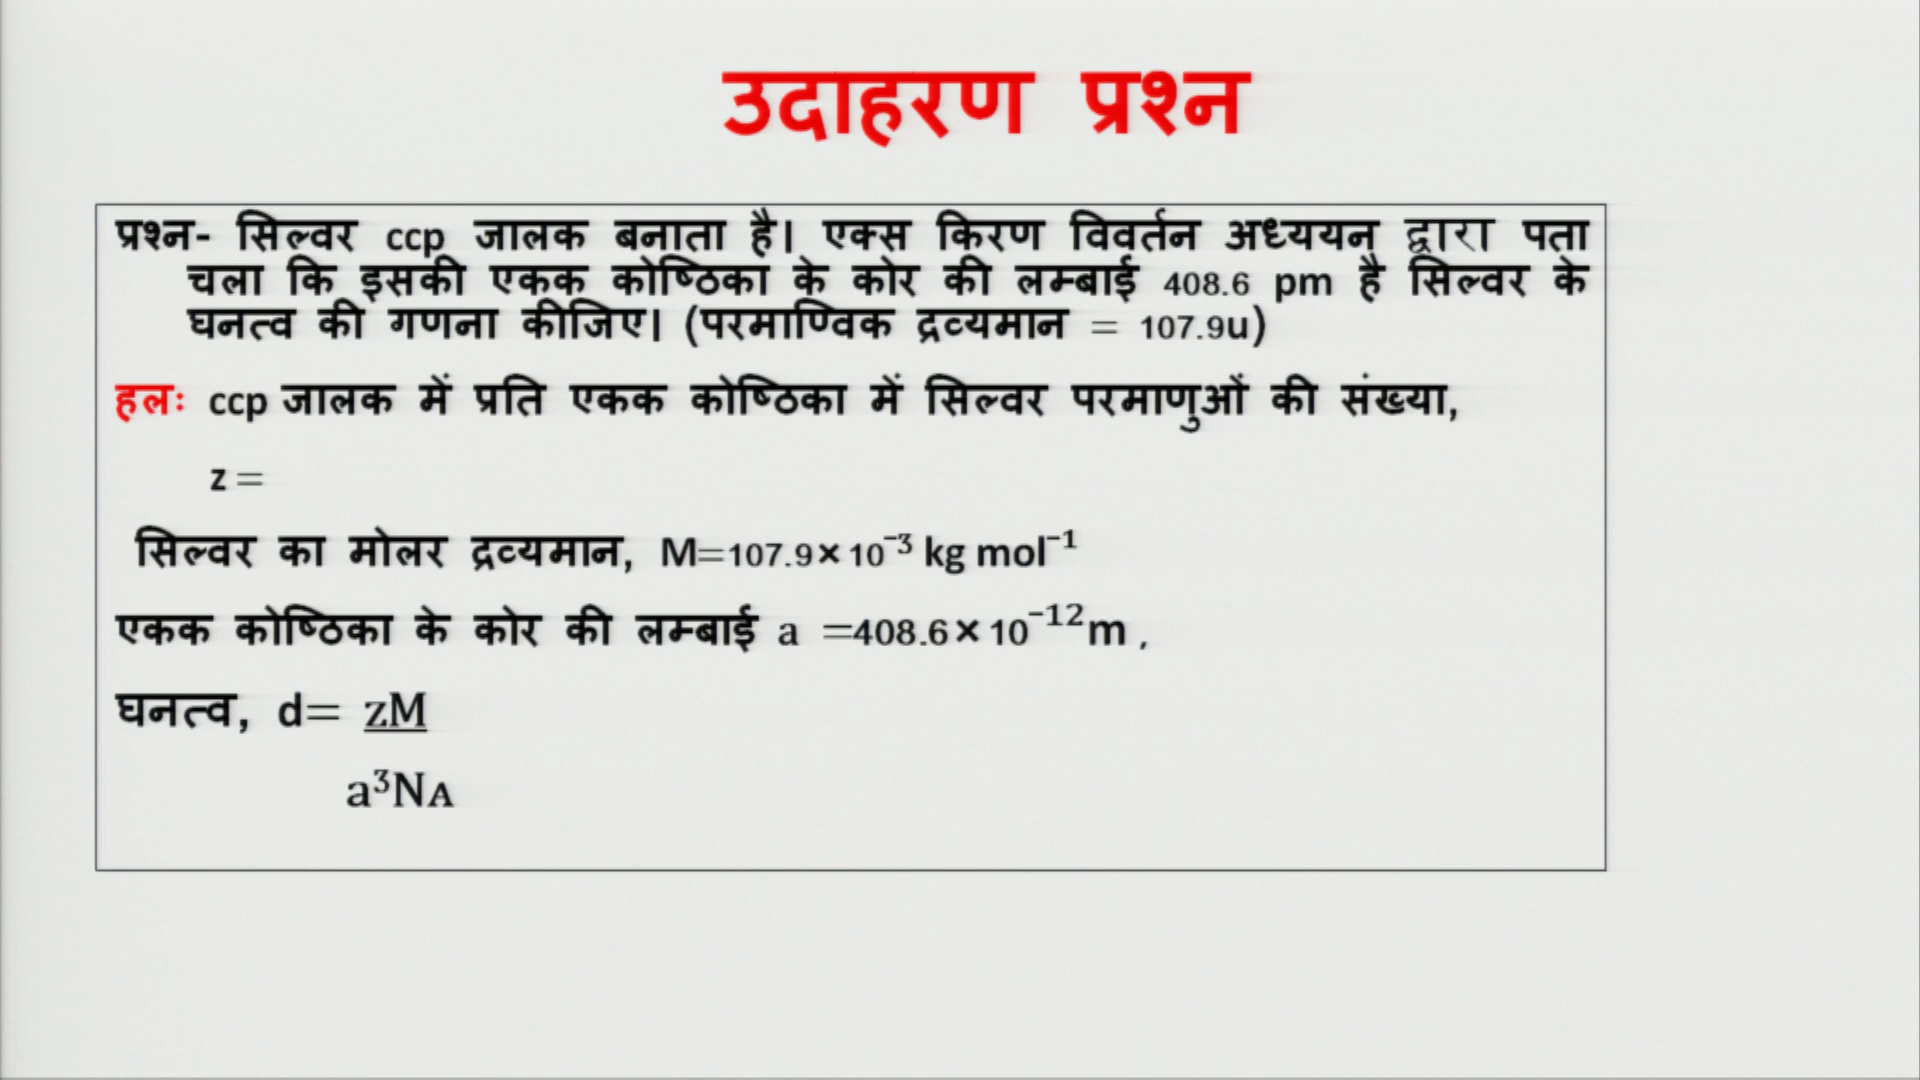 उदाहरण प्रश्न
प्रश्न- सिल्वर ccp जालक बनाता है। एक्स किरण विवर्तन अध्ययन द्वारा पता
चला कि इसकी एकक कोष्ठिका के कोर की लम्बाई 408.6 pm है सिल्वर के
घनत्व की गणना कीजिए। (परमाण्विक द्रव्यमान = 107.9u)
हलः ccp जालक में प्रति एकक कोष्ठिका में सिल्वर परमाणुओं की संख्या,
z =
सिल्वर का मोलर द्रव्यमान, M=107.9×10⁻³ kg mol⁻¹
एकक कोष्ठिका के कोर की लम्बाई a =408.6×10⁻¹²m ,
घनत्व, d= zM
a³NA